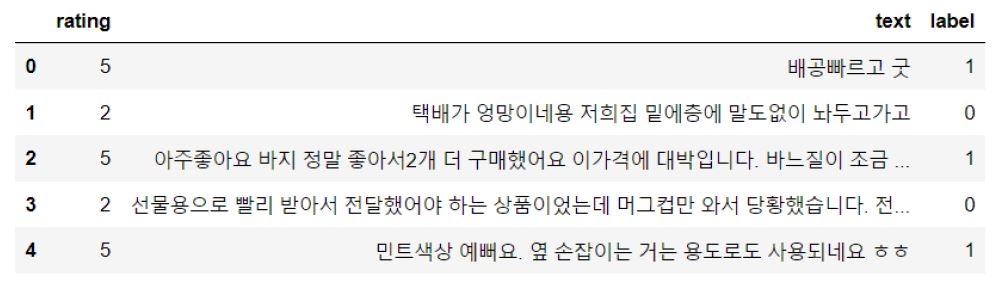 rating text label
0 5 배공빠르고 굿 1
1 2 택배가 엉망이네용 저희집 밑에층에 말도없이 놔두고가고 0
2 5 아주좋아요 바지 정말 좋아서2개 더 구매했어요 이가격에 대박입니다. 바느질이 조금 ... 1
3 2 선물용으로 빨리 받아서 전달했어야 하는 상품이었는데 머그컵만 와서 당황했습니다. 전... 0
4 5 민트색상 예뻐요. 옆 손잡이는 거는 용도로도 사용되네요 ㅎㅎ 1